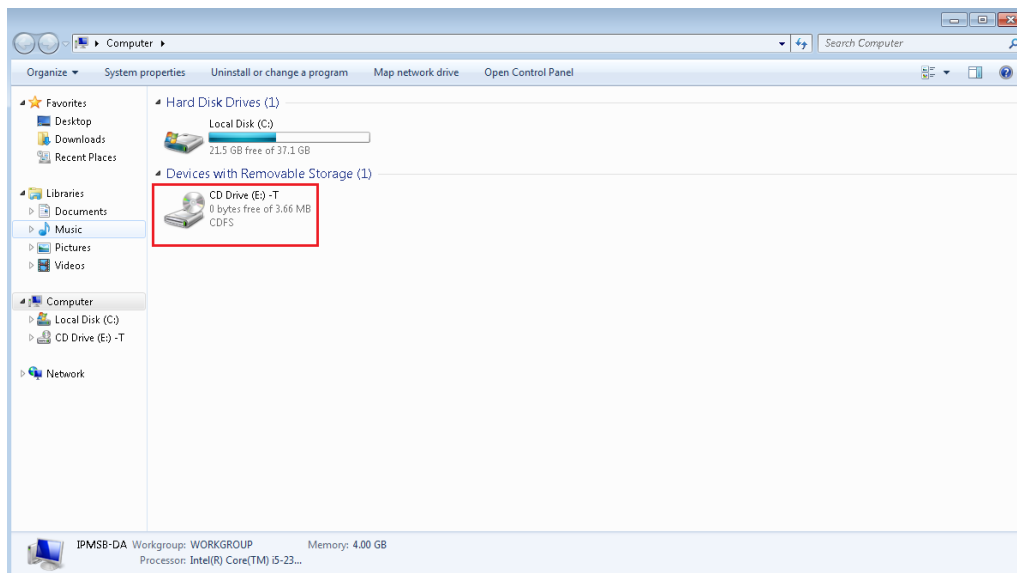 Computer
Search Computer
Organize System properties Uninstall or change a program Map network drive Open Control Panel
Favorites
Desktop
Downloads
Recent Places
Libraries
Documents
Music
Pictures
Videos
Computer
Local Disk (C:)
CD Drive (E:) -T
Network
Hard Disk Drives (1)
Local Disk (C:)
21.5 GB free of 37.1 GB
Devices with Removable Storage (1)
CD Drive (E:) -T
0 bytes free of 3.66 MB
CDFS
IPMSB-DA Workgroup: WORKGROUP Memory: 4.00 GB
Processor: Intel(R) Core(TM) i5-23...